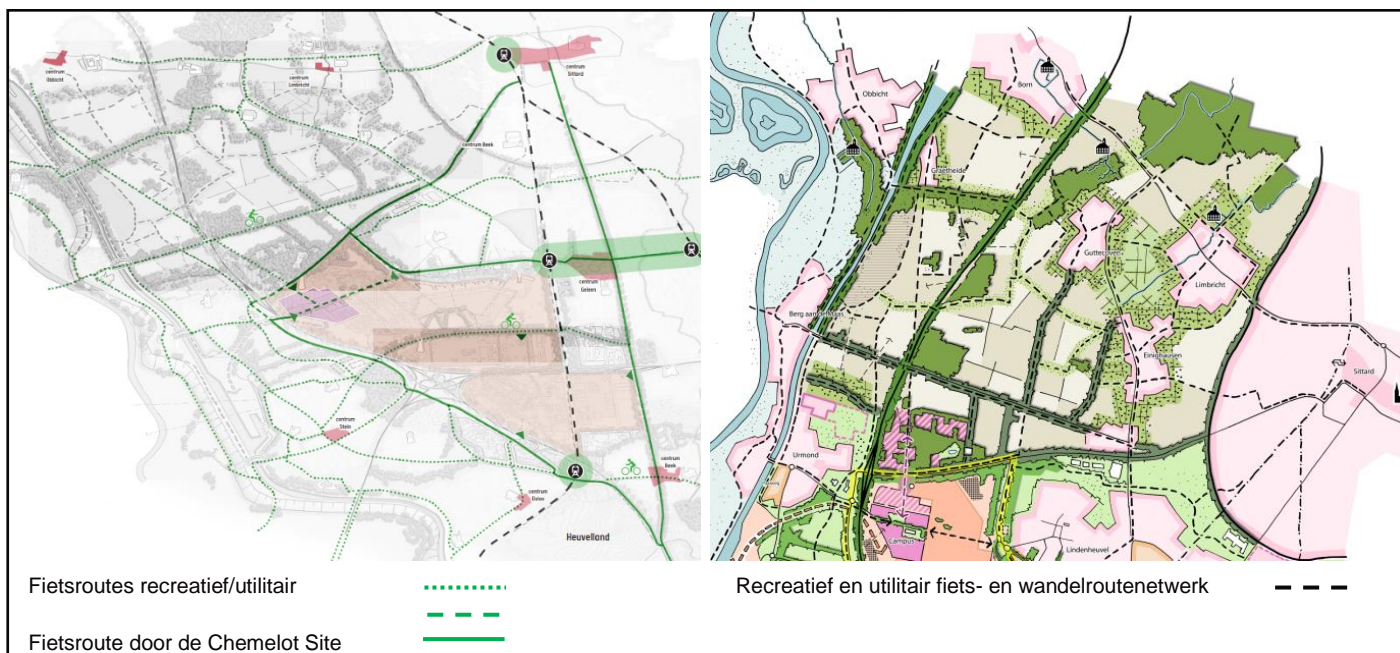 centrum
Obbicht
centrum
Limbricht
centrum
Sittard
centrum Beek
centrum
Geleen
centrum
Stein
centrum
Elsloo
centrum
Beek
Heuvelland
Obbicht
Born
Graetheide
Guttecoven
Limbricht
Berg aan de Maas
Einighausen
Sittard
Urmond
Campus
Lindenheuvel
Fietsroutes recreatief/utilitair
Recreatief en utilitair fiets- en wandelroutenetwerk
Fietsroute door de Chemelot Site